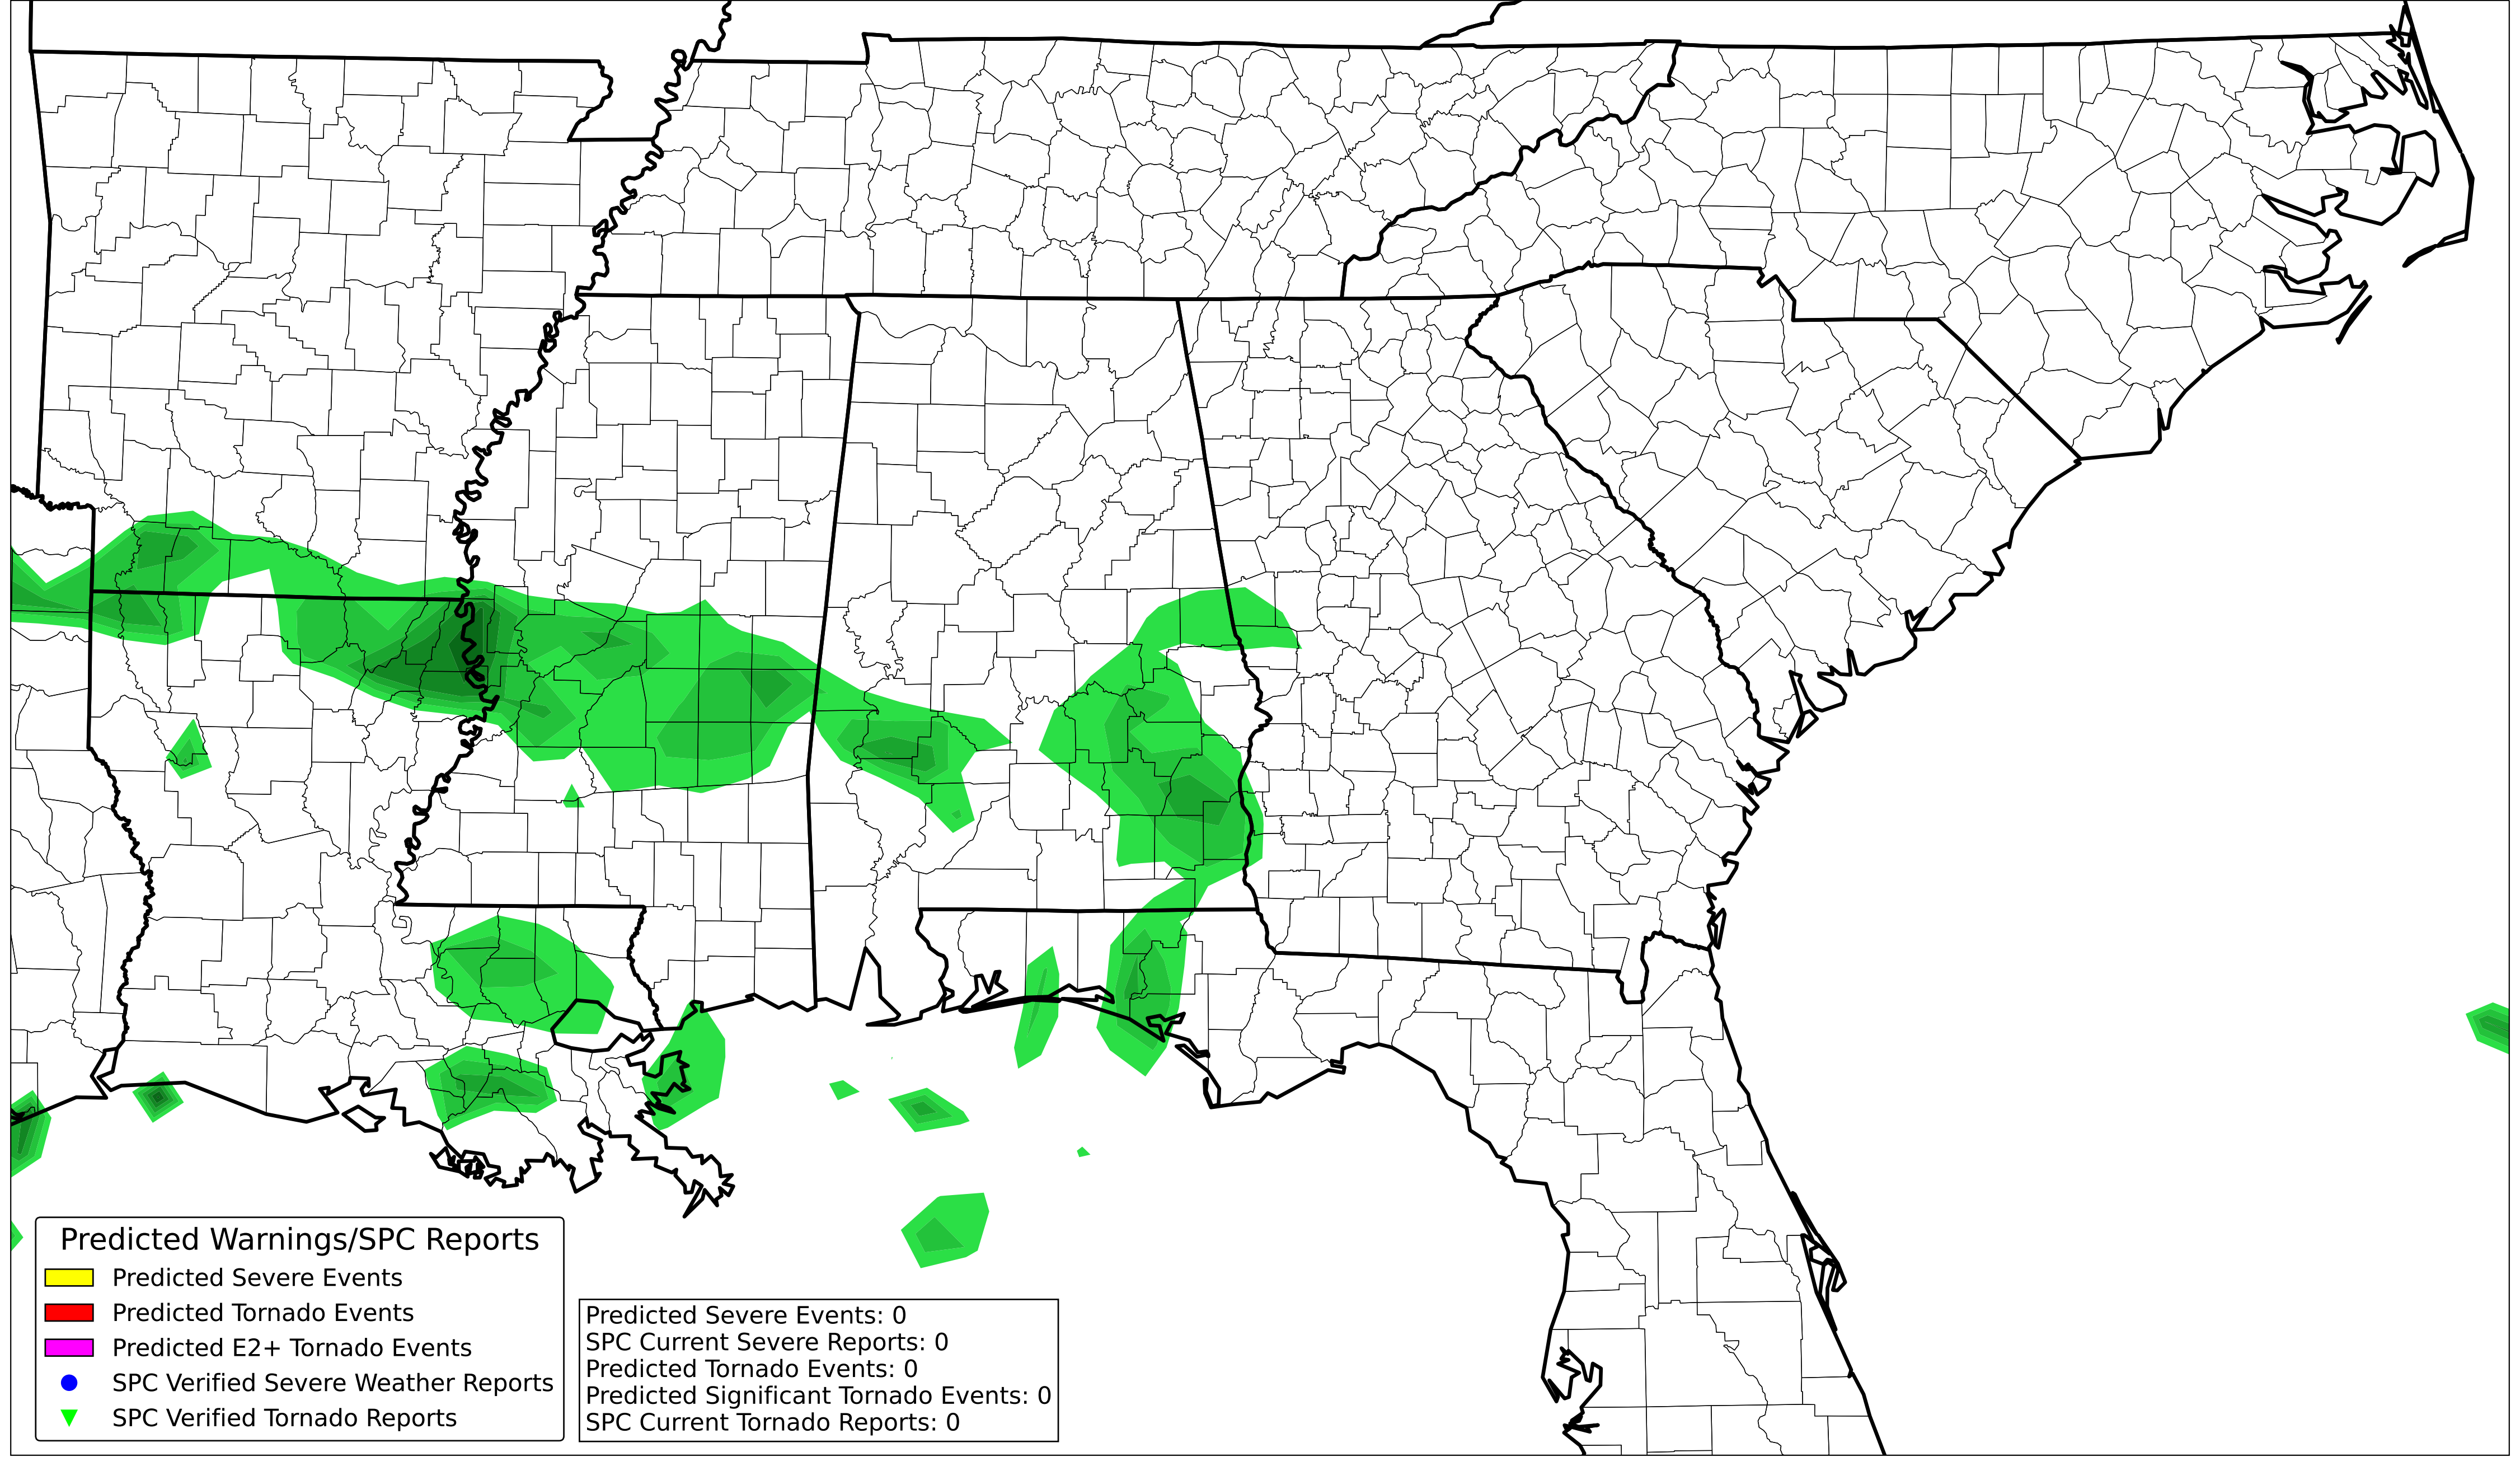 Predicted Warnings/SPC Reports
Predicted Severe Events
Predicted Tornado Events
Predicted E2+ Tornado Events
SPC Verified Severe Weather Reports
SPC Verified Tornado Reports
Predicted Severe Events: 0
SPC Current Severe Reports: 0
Predicted Tornado Events: 0
Predicted Significant Tornado Events: 0
SPC Current Tornado Reports: 0